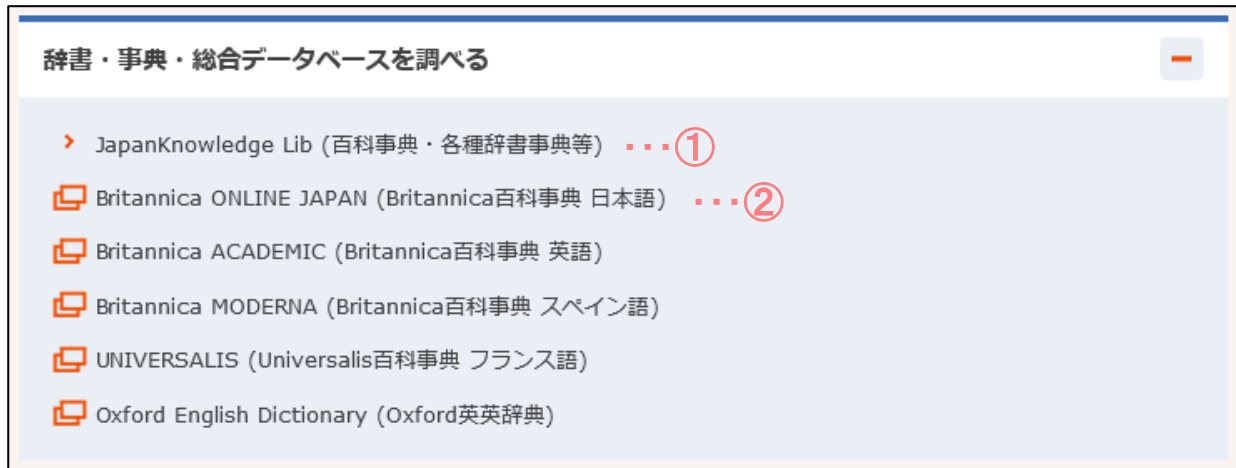 辞書・事典・総合データベースを調べる
JapanKnowledge Lib (百科事典・各種辞書事典等) ・・・①
Britannica ONLINE JAPAN (Britannica百科事典 日本語) ・・・②
Britannica ACADEMIC (Britannica百科事典 英語)
Britannica MODERNA (Britannica百科事典 スペイン語)
UNIVERSALIS (Universalis百科事典 フランス語)
Oxford English Dictionary (Oxford英英辞典)